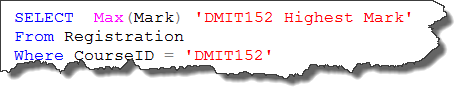 SELECT  Max(Mark) 'DMIT152 Highest Mark'
From Registration
Where CourseID = 'DMIT152'